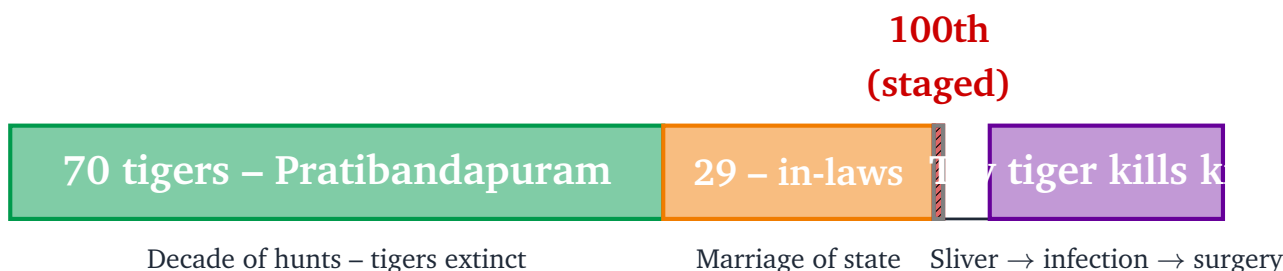 100th
(staged)
70 tigers – Pratibandapuram
29 – in-laws
tiger kills
Decade of hunts – tigers extinct
Marriage of state
Sliver → infection → surgery